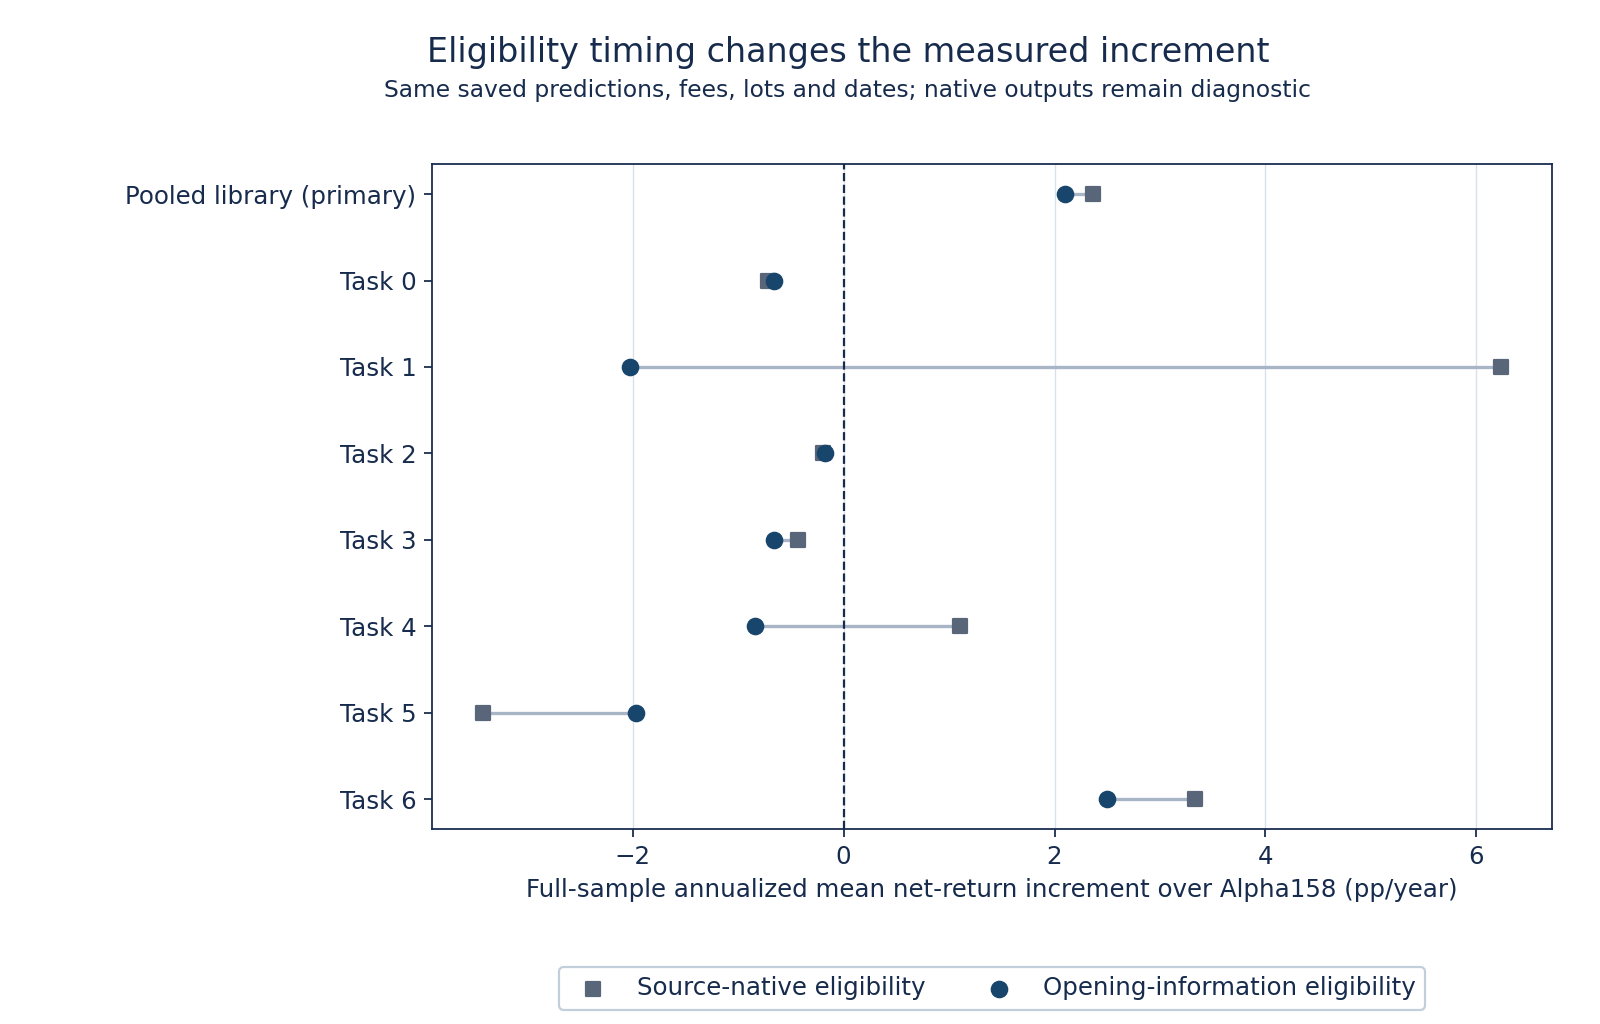 Eligibility timing changes the measured increment
Same saved predictions, fees, lots and dates; native outputs remain diagnostic
Pooled library (primary)
Task 0
Task 1
Task 2
Task 3
Task 4
Task 5
Task 6
−2 0 2 4 6
Full-sample annualized mean net-return increment over Alpha158 (pp/year)
Source-native eligibility Opening-information eligibility